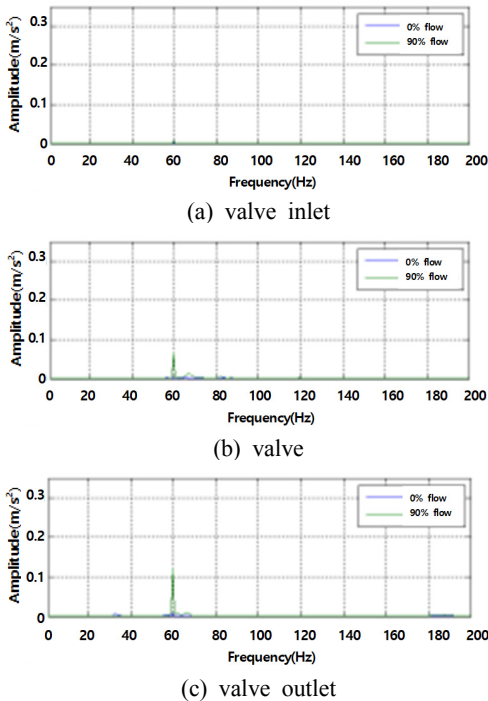 0.3
0.2
0.1
0
Amplitude(m/s²)
0% flow
90% flow
0 20 40 60 80 100 120 140 160 180 200
Frequency(Hz)
(a) valve inlet
0.3
0.2
0.1
0
Amplitude(m/s²)
0% flow
90% flow
0 20 40 60 80 100 120 140 160 180 200
Frequency(Hz)
(b) valve
0.3
0.2
0.1
0
Amplitude(m/s²)
0% flow
90% flow
0 20 40 60 80 100 120 140 160 180 200
Frequency(Hz)
(c) valve outlet